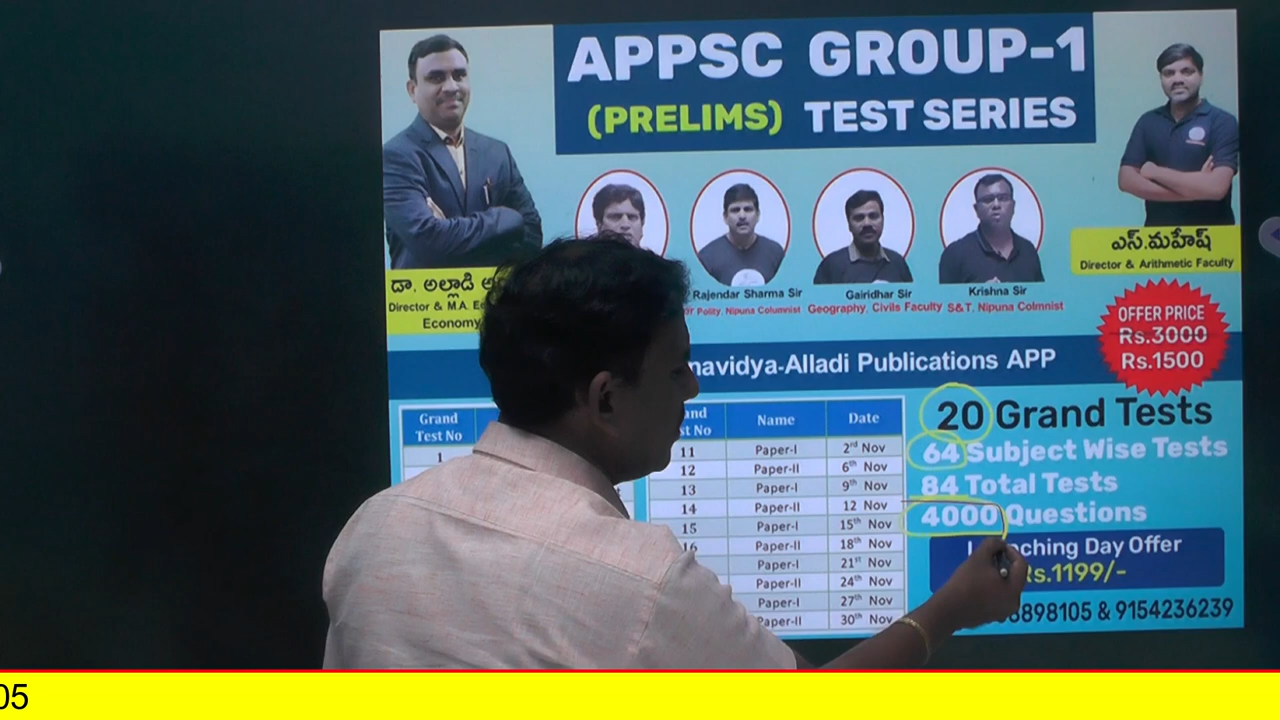 APPSC GROUP-1
(PRELIMS) TEST SERIES
డా. అల్లాడి
Director & M.A.
Economy
Rajendar Sharma Sir
Polity, Nipuna Columnist
Gairidhar Sir
Geography, Civils Faculty
Krishna Sir
S&T. Nipuna Colmnist
ఎస్.మహేష్
Director & Arithmetic Faculty
OFFER PRICE
Rs.3000
Rs.1500
navidya-Alladi Publications APP
Grand
Test No
1
Name Date
11 Paper-I 2nd Nov
12 Paper-II 6th Nov
13 Paper-I 9th Nov
14 Paper-II 12 Nov
15 Paper-I 15th Nov
16 Paper-II 18th Nov
Paper-I 21st Nov
Paper-II 24th Nov
Paper-I 27th Nov
Paper-II 30th Nov
20 Grand Tests
64 Subject Wise Tests
84 Total Tests
4000 Questions
Day Offer
Rs.1199/-
8898105 & 9154236239
05